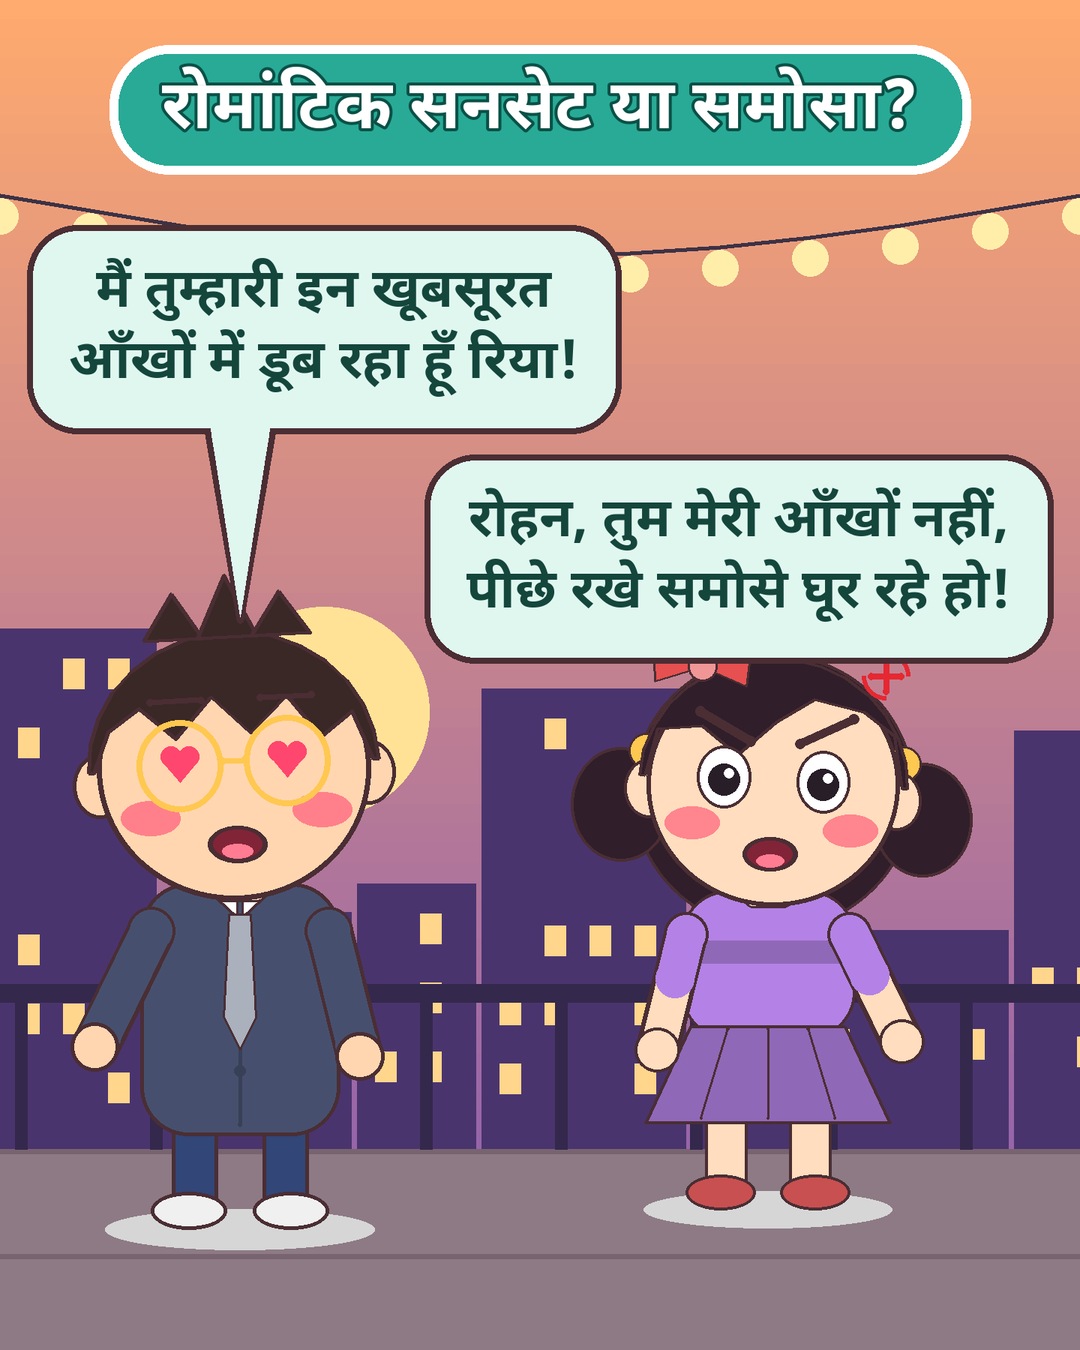 रोमांटिक सनसेट या समोसा?
मैं तुम्हारी इन खूबसूरत
आँखों में डूब रहा हूँ रिया!
रोहन, तुम मेरी आँखों नहीं,
पीछे रखे समोसे घूर रहे हो!